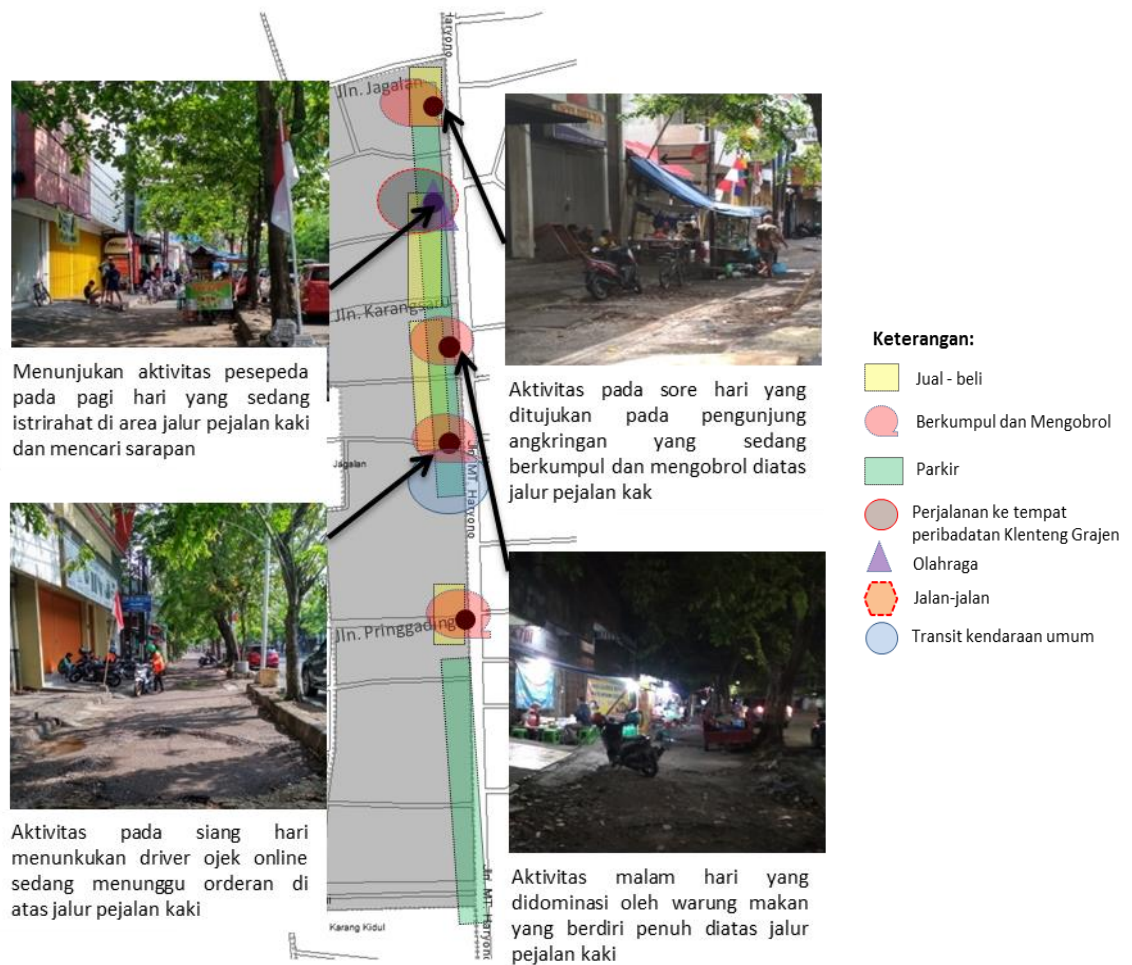 Haryono
Jln. Jagalan
Jln. Karangsaru
Jagalan
Jln. MT. Haryono
Jln. Pringgading
Jln. MT. Haryono
Karang Kidul
Menunjukan aktivitas pesepeda
pada pagi hari yang sedang
istrirahat di area jalur pejalan kaki
dan mencari sarapan
Aktivitas pada sore hari yang
ditujukan pada pengunjung
angkringan yang sedang
berkumpul dan mengobrol diatas
jalur pejalan kak
Aktivitas pada siang hari
menunkukan driver ojek online
sedang menunggu orderan di
atas jalur pejalan kaki
Aktivitas malam hari yang
didominasi oleh warung makan
yang berdiri penuh diatas jalur
pejalan kaki
Keterangan:
Jual - beli
Berkumpul dan Mengobrol
Parkir
Perjalanan ke tempat
peribadatan Klenteng Grajen
Olahraga
Jalan-jalan
Transit kendaraan umum